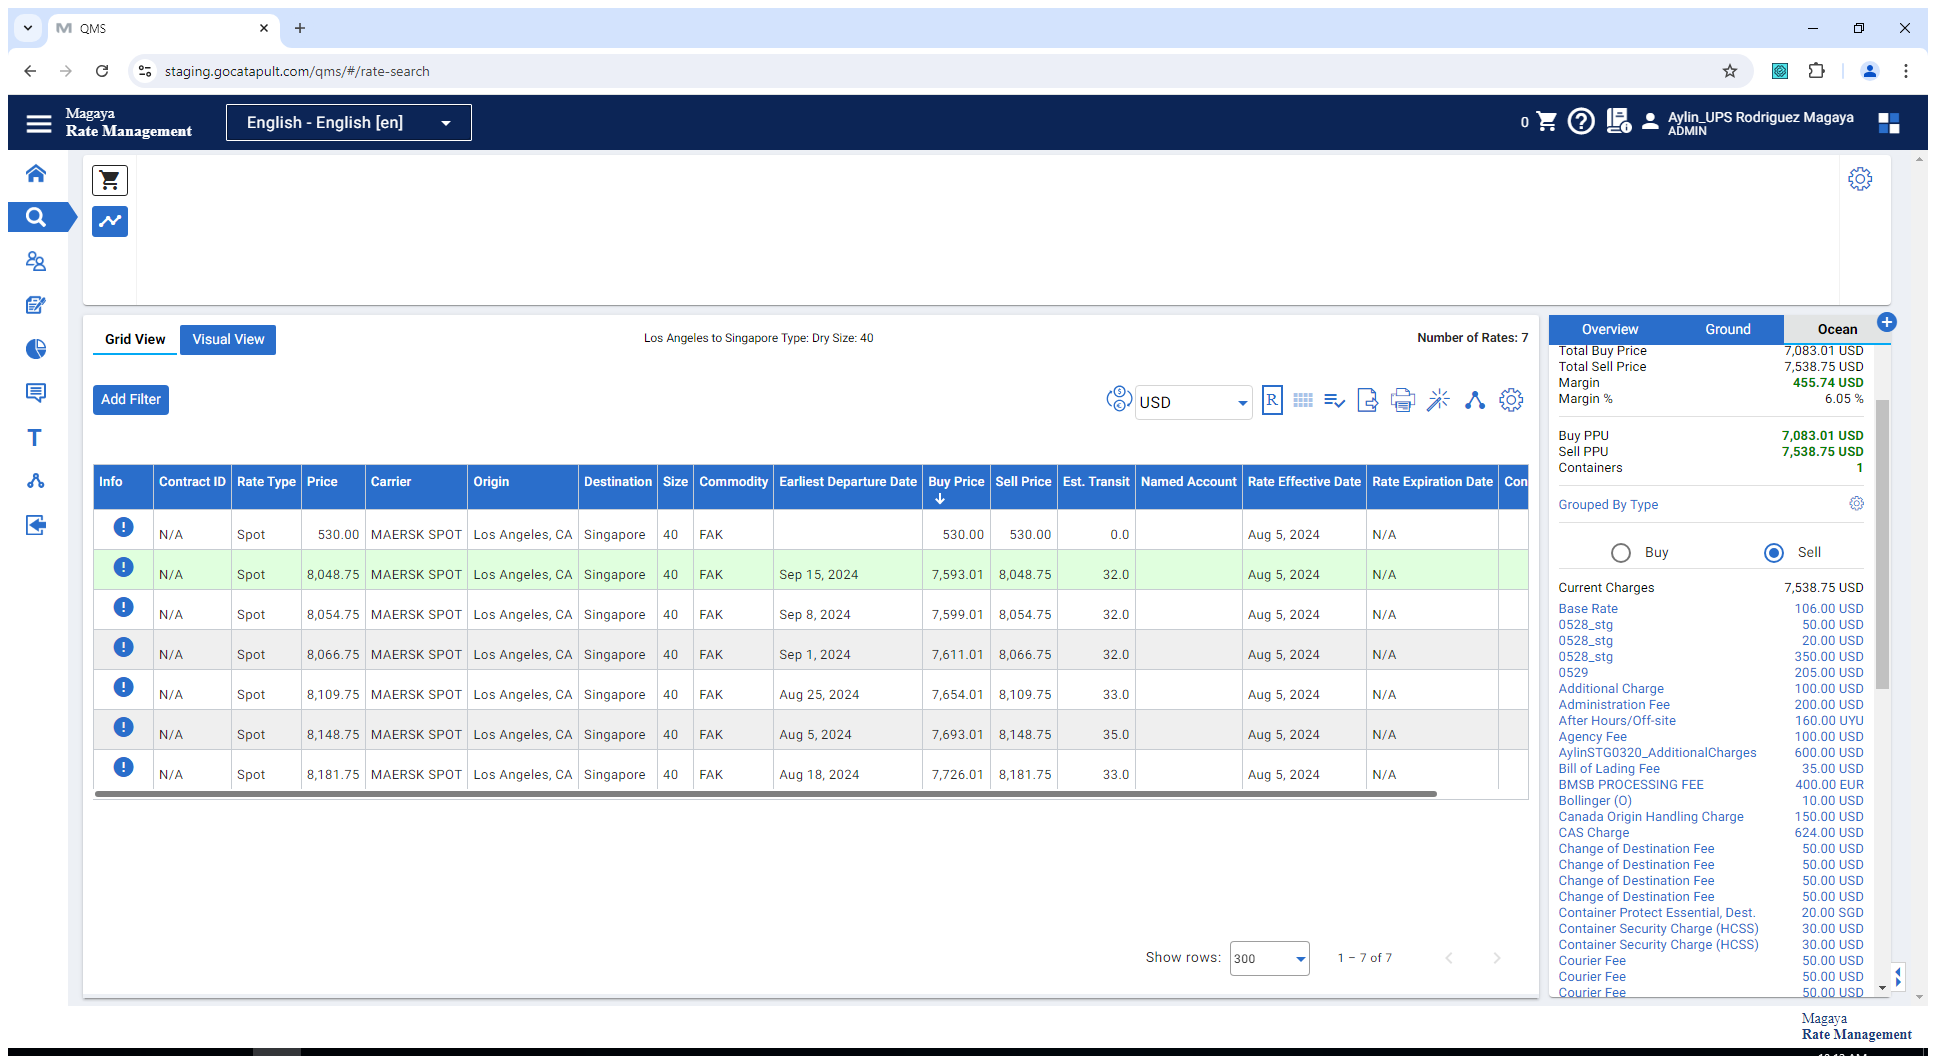 QMS
staging.gocatapult.com/qms/#/rate-search
Magaya
Rate Management
English - English [en]
0
Aylin_UPS Rodriguez Magaya
ADMIN
Grid View
Visual View
Los Angeles to Singapore Type: Dry Size: 40
Number of Rates: 7
Add Filter
USD
R
Info Contract ID Rate Type Price Carrier Origin Destination Size Commodity Earliest Departure Date Buy Price Sell Price Est. Transit Named Account Rate Effective Date Rate Expiration Date Con
N/A Spot 530.00 MAERSK SPOT Los Angeles, CA Singapore 40 FAK 530.00 530.00 0.0 Aug 5, 2024 N/A
N/A Spot 8,048.75 MAERSK SPOT Los Angeles, CA Singapore 40 FAK Sep 15, 2024 7,593.01 8,048.75 32.0 Aug 5, 2024 N/A
N/A Spot 8,054.75 MAERSK SPOT Los Angeles, CA Singapore 40 FAK Sep 8, 2024 7,599.01 8,054.75 32.0 Aug 5, 2024 N/A
N/A Spot 8,066.75 MAERSK SPOT Los Angeles, CA Singapore 40 FAK Sep 1, 2024 7,611.01 8,066.75 32.0 Aug 5, 2024 N/A
N/A Spot 8,109.75 MAERSK SPOT Los Angeles, CA Singapore 40 FAK Aug 25, 2024 7,654.01 8,109.75 33.0 Aug 5, 2024 N/A
N/A Spot 8,148.75 MAERSK SPOT Los Angeles, CA Singapore 40 FAK Aug 5, 2024 7,693.01 8,148.75 35.0 Aug 5, 2024 N/A
N/A Spot 8,181.75 MAERSK SPOT Los Angeles, CA Singapore 40 FAK Aug 18, 2024 7,726.01 8,181.75 33.0 Aug 5, 2024 N/A
Show rows: 300 1 – 7 of 7
Overview Ground Ocean
Total Buy Price 7,083.01 USD
Total Sell Price 7,538.75 USD
Margin 455.74 USD
Margin % 6.05 %
Buy PPU 7,083.01 USD
Sell PPU 7,538.75 USD
Containers 1
Grouped By Type
Buy Sell
Current Charges 7,538.75 USD
Base Rate 106.00 USD
0528_stg 50.00 USD
0528_stg 20.00 USD
0528_stg 350.00 USD
0529 205.00 USD
Additional Charge 100.00 USD
Administration Fee 200.00 USD
After Hours/Off-site 160.00 UYU
Agency Fee 100.00 USD
AylinSTG0320_AdditionalCharges 600.00 USD
Bill of Lading Fee 35.00 USD
BMSB PROCESSING FEE 400.00 EUR
Bollinger (O) 10.00 USD
Canada Origin Handling Charge 150.00 USD
CAS Charge 624.00 USD
Change of Destination Fee 50.00 USD
Change of Destination Fee 50.00 USD
Change of Destination Fee 50.00 USD
Change of Destination Fee 50.00 USD
Container Protect Essential, Dest. 20.00 SGD
Container Security Charge (HCSS) 30.00 USD
Container Security Charge (HCSS) 30.00 USD
Courier Fee 50.00 USD
Courier Fee 50.00 USD
Courier Fee 50.00 USD
Magaya
Rate Management